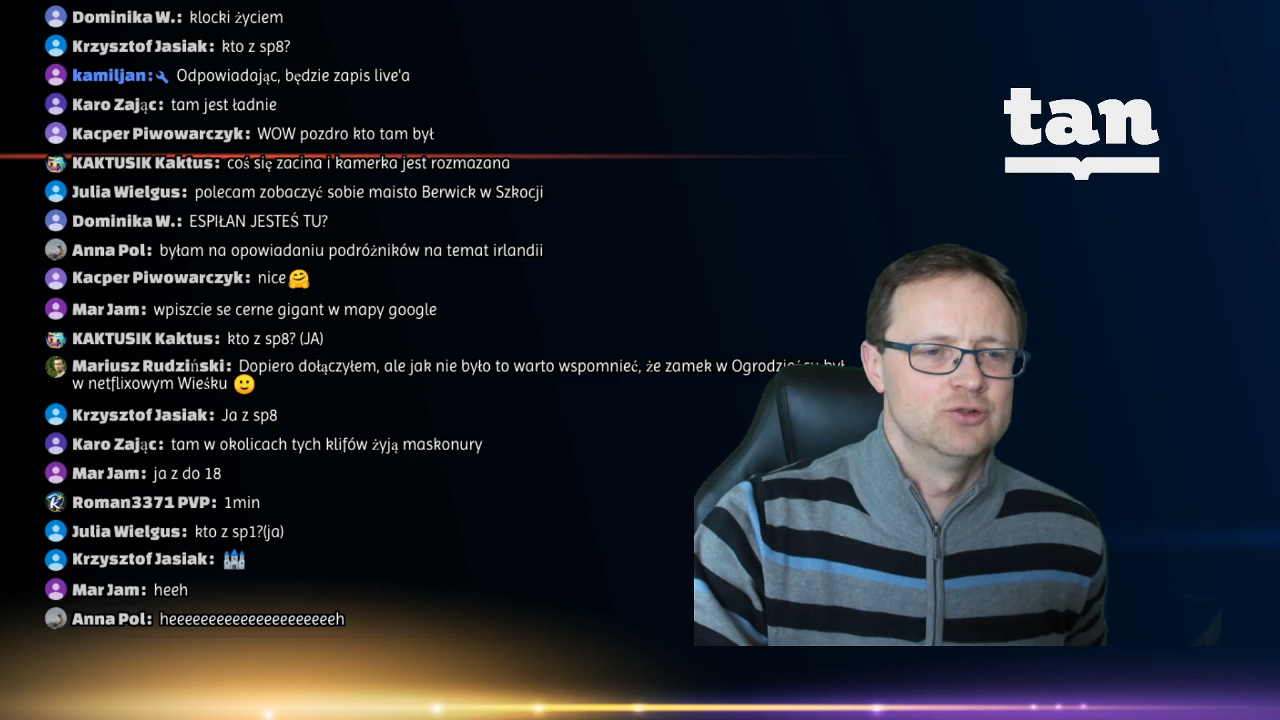 Dominika W.: klocki życiem
Krzysztof Jasiak: kto z sp8?
kamiljan: Odpowiadając, będzie zapis live'a
Karo Zając: tam jest ładnie
Kacper Piwowarczyk: WOW pozdro kto tam był
KAKTUSIK Kaktus: coś się zacina i kamerka jest rozmazana
Julia Wielgus: polecam zobaczyć sobie maisto Berwick w Szkocji
Dominika W.: ESPIŁAN JESTEŚ TU?
Anna Pol: byłam na opowiadaniu podróżników na temat irlandii
Kacper Piwowarczyk: nice🤗
Mar Jam: wpiszcie se cerne gigant w mapy google
KAKTUSIK Kaktus: kto z sp8? (JA)
Mariusz Rudziński: Dopiero dołączyłem, ale jak nie było to warto wspomnieć, że zamek w Ogrodzieńcu był
w netflixowym Wieśku 🙂
Krzysztof Jasiak: Ja z sp8
Karo Zając: tam w okolicach tych klifów żyją maskonury
Mar Jam: ja z do 18
Roman3371 PVP: 1min
Julia Wielgus: kto z sp1?(ja)
Krzysztof Jasiak: 🏰
Mar Jam: heeh
Anna Pol: heeeeeeeeeeeeeeeeeeeeh
tan